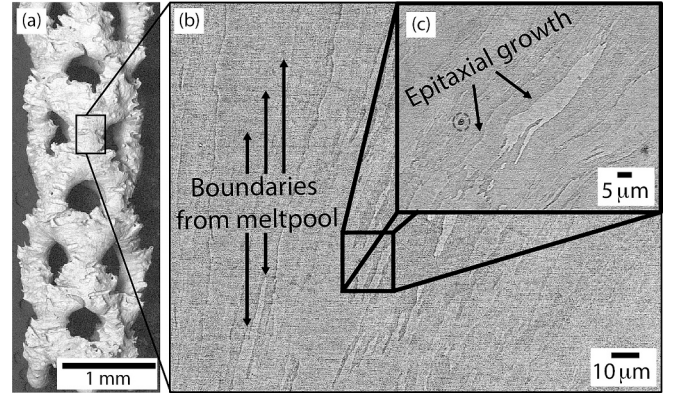 (a)
1 mm
(b)
Boundaries
from meltpool
10 μm
(c)
Epitaxial growth
5 μm